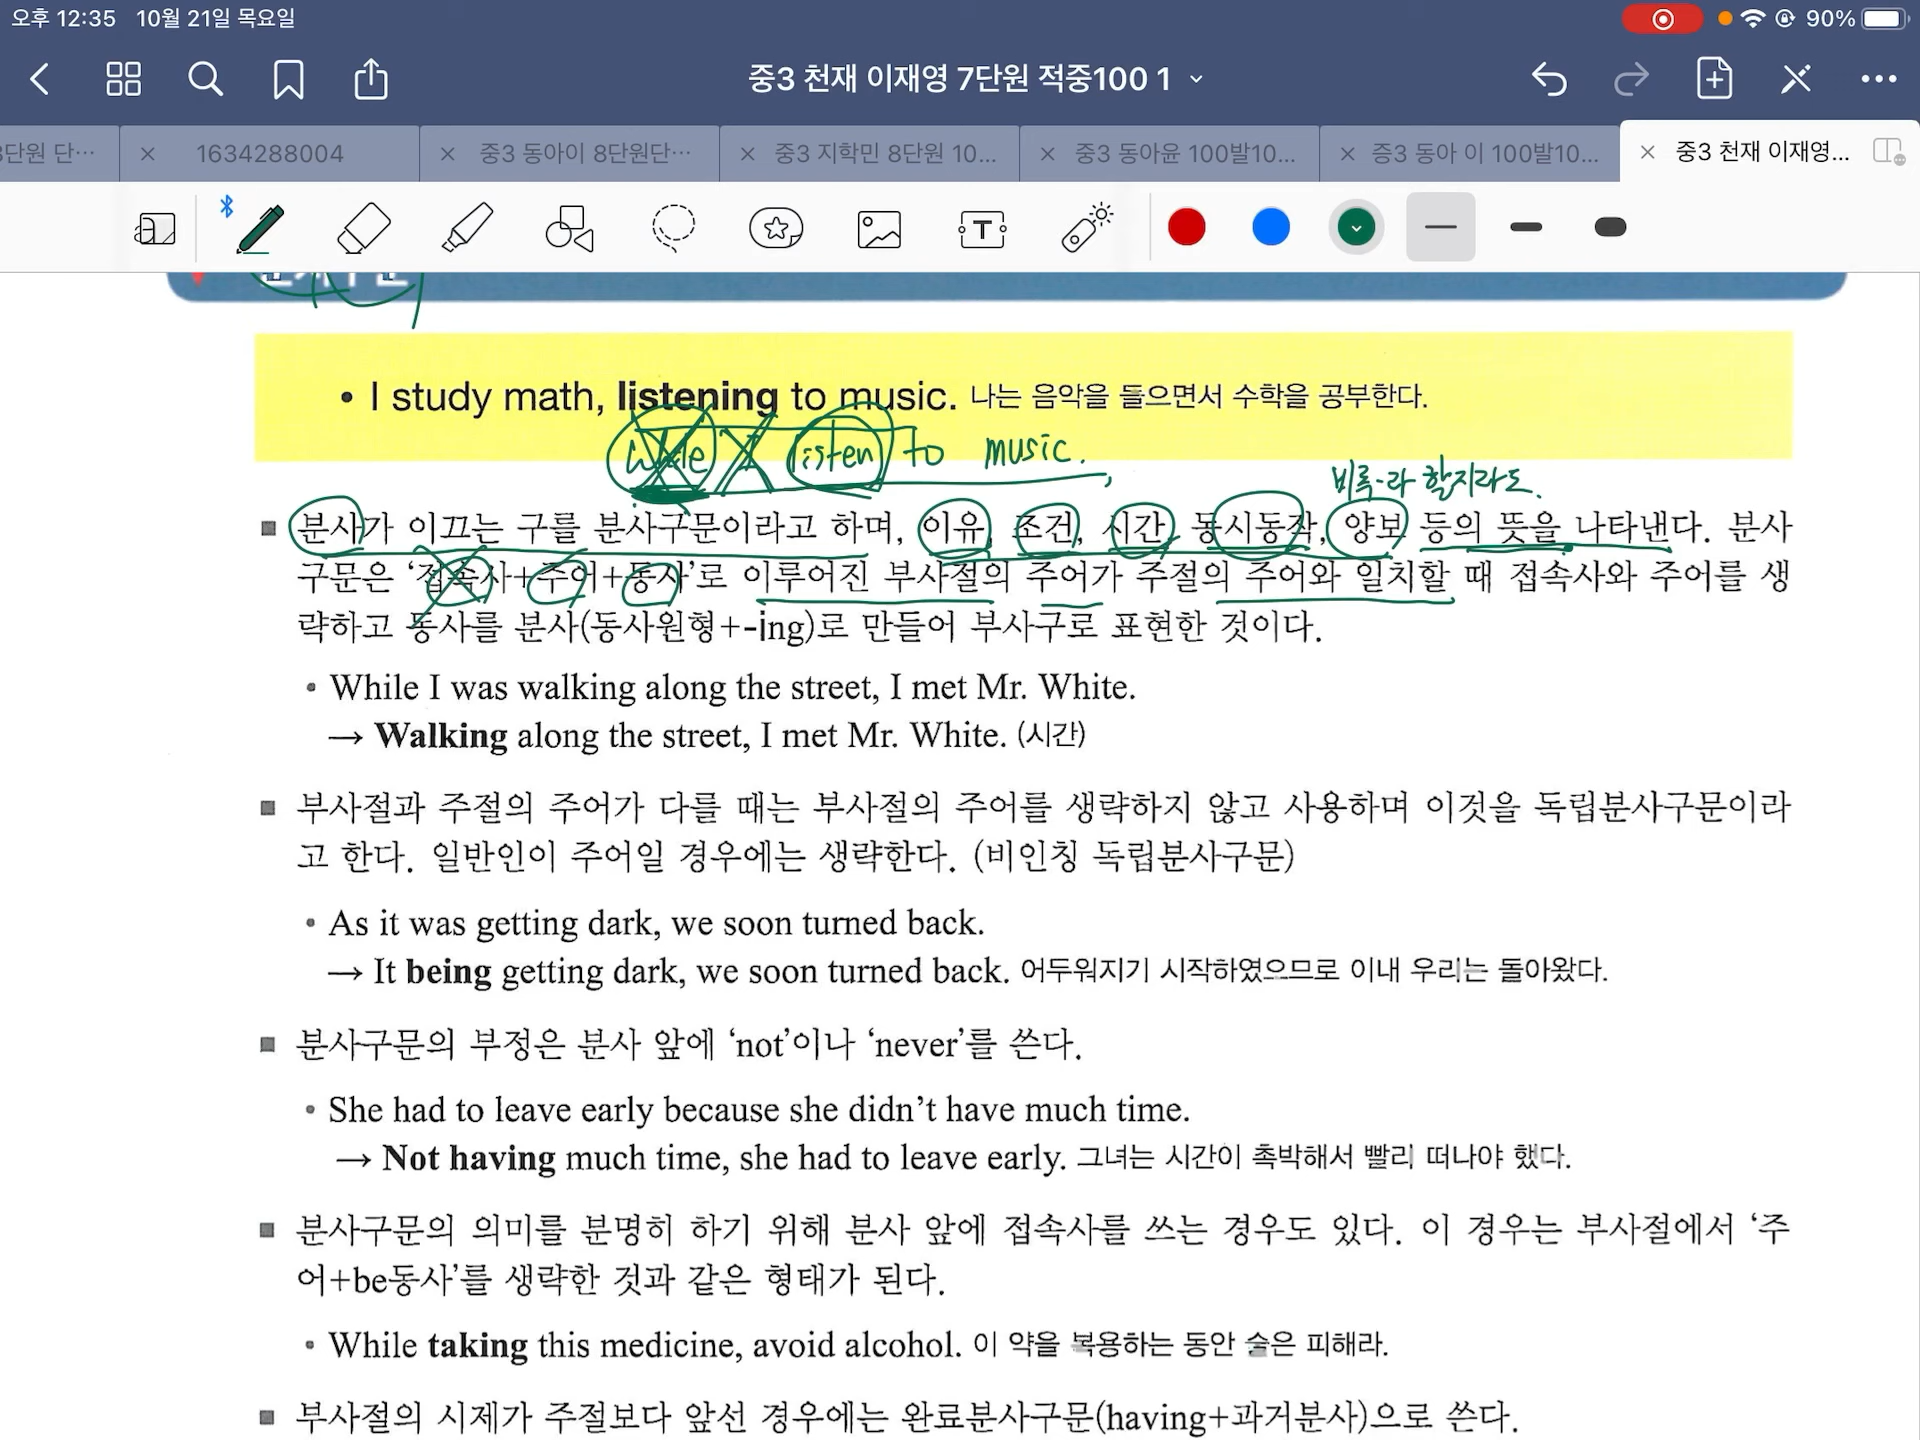 오후 12:35 10월 21일 목요일 90%
중3 천재 이재영 7단원 적중100 1
3단원 단… 1634288004 중3 동아이 8단원단… 중3 지학민 8단원 10... 중3 동아윤 100발10... 증3 동아 이 100발10... 중3 천재 이재영...
• I study math, listening to music. 나는 음악을 들으면서 수학을 공부한다.
while I listen to music.
비록-라 할지라도.
분사가 이끄는 구를 분사구문이라고 하며, 이유, 조건, 시간, 동시동작, 양보 등의 뜻을 나타낸다. 분사
구문은 ‘접속사+주어+동사’로 이루어진 부사절의 주어가 주절의 주어와 일치할 때 접속사와 주어를 생
략하고 동사를 분사(동사원형+-ing)로 만들어 부사구로 표현한 것이다.
• While I was walking along the street, I met Mr. White.
→ Walking along the street, I met Mr. White. (시간)
부사절과 주절의 주어가 다를 때는 부사절의 주어를 생략하지 않고 사용하며 이것을 독립분사구문이라
고 한다. 일반인이 주어일 경우에는 생략한다. (비인칭 독립분사구문)
• As it was getting dark, we soon turned back.
→ It being getting dark, we soon turned back. 어두워지기 시작하였으므로 이내 우리는 돌아왔다.
분사구문의 부정은 분사 앞에 ‘not’이나 ‘never’를 쓴다.
• She had to leave early because she didn’t have much time.
→ Not having much time, she had to leave early. 그녀는 시간이 촉박해서 빨리 떠나야 했다.
분사구문의 의미를 분명히 하기 위해 분사 앞에 접속사를 쓰는 경우도 있다. 이 경우는 부사절에서 ‘주
어+be동사’를 생략한 것과 같은 형태가 된다.
• While taking this medicine, avoid alcohol. 이 약을 복용하는 동안 술은 피해라.
부사절의 시제가 주절보다 앞선 경우에는 완료분사구문(having+과거분사)으로 쓴다.